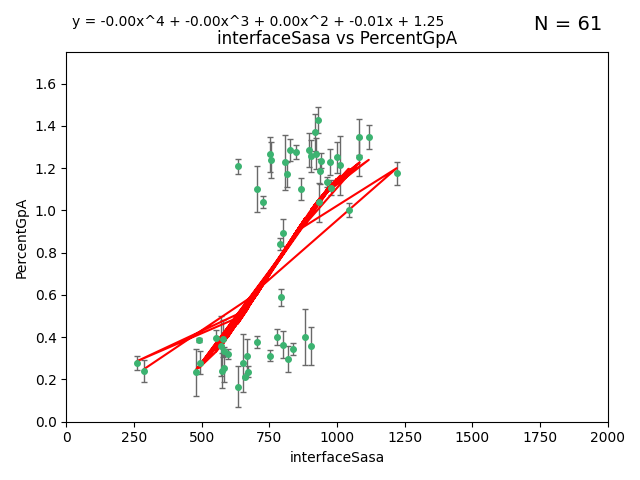 y = -0.00x^4 + -0.00x^3 + 0.00x^2 + -0.01x + 1.25
N = 61
interfaceSasa vs PercentGpA
1.6
1.4
1.2
1.0
0.8
0.6
0.4
0.2
0.0
PercentGpA
0 250 500 750 1000 1250 1500 1750 2000
interfaceSasa